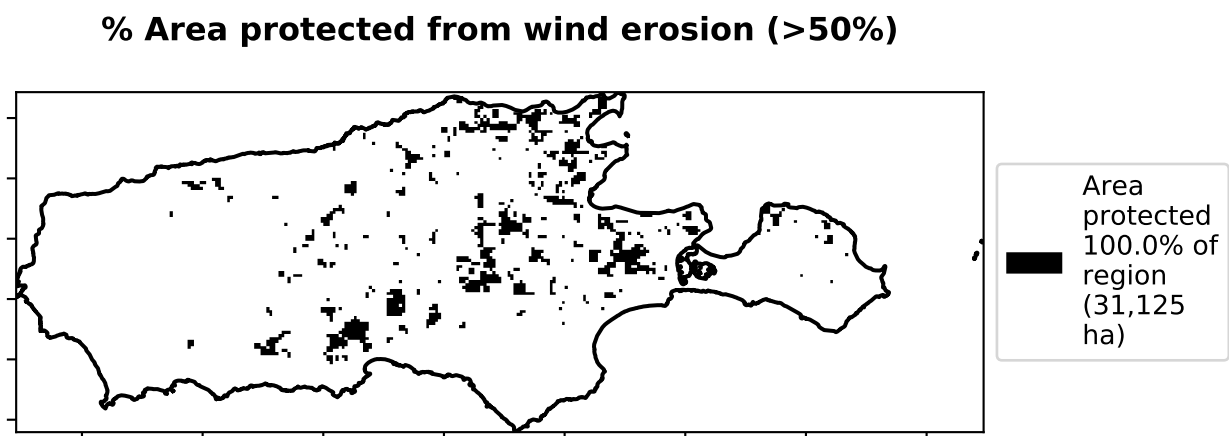 % Area protected from wind erosion (>50%)
Area
protected
100.0% of
region
(31,125
ha)